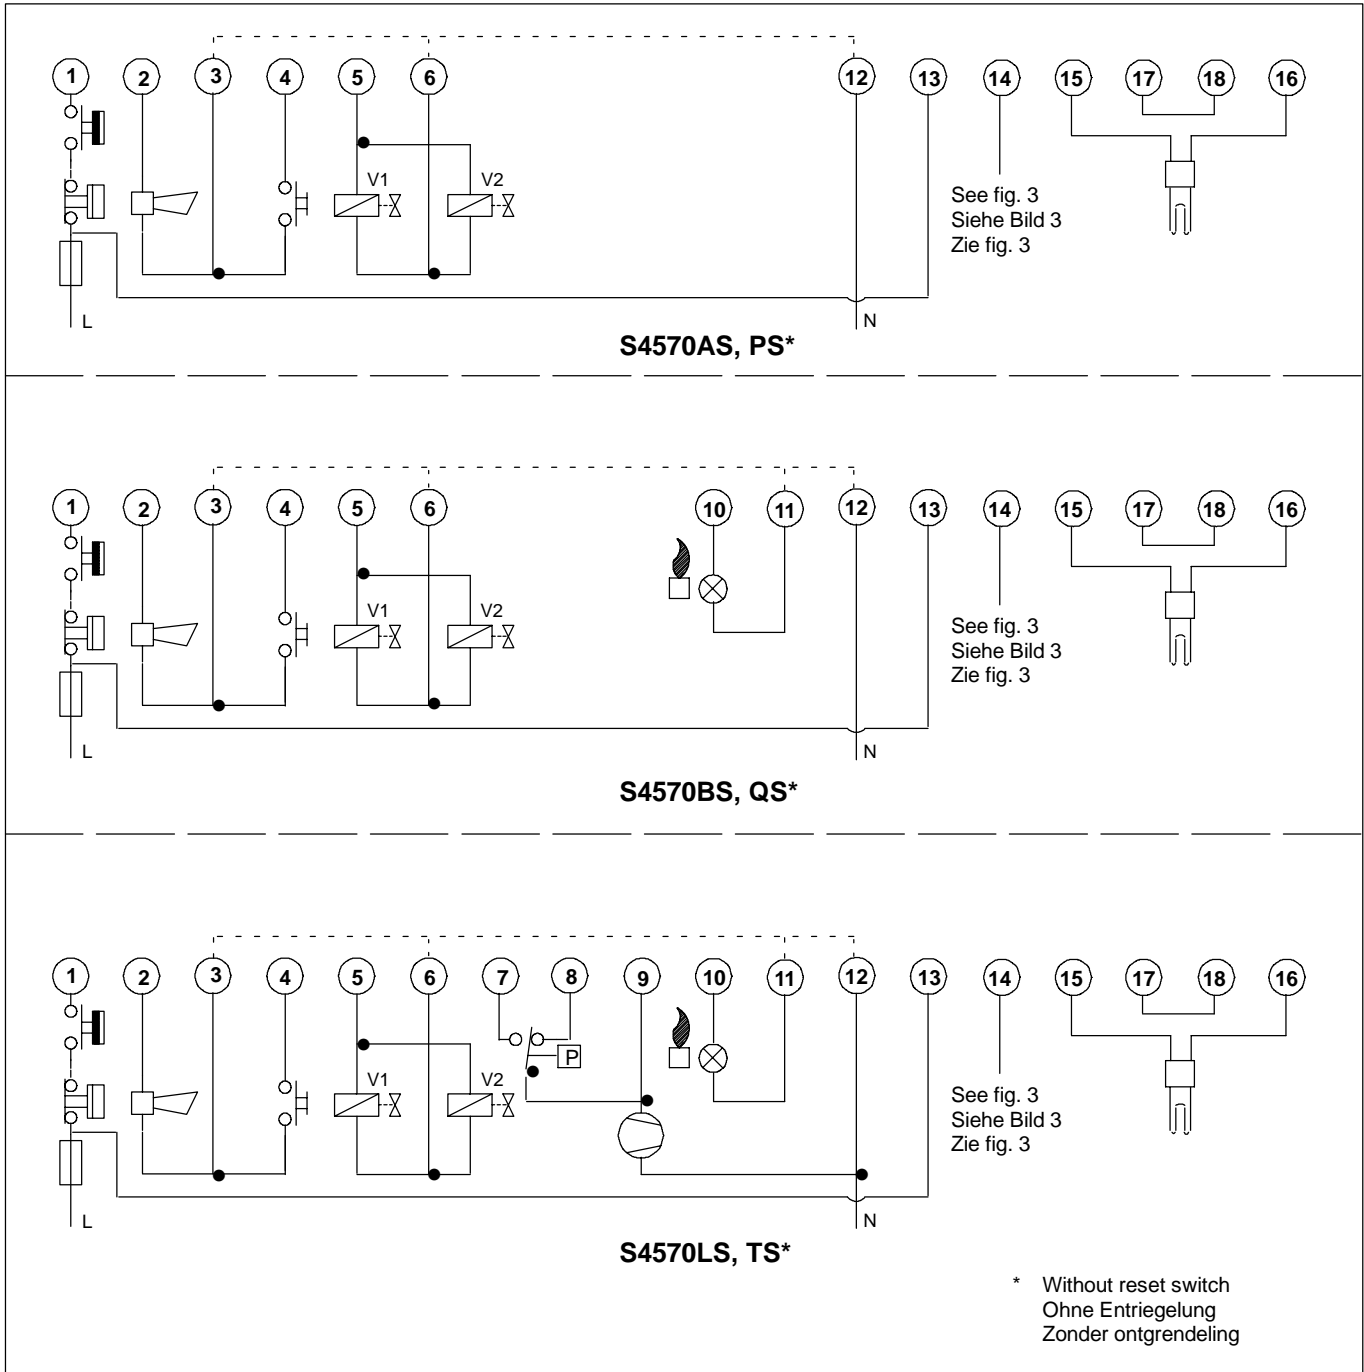 1 2 3 4 5 6 12 13 14 15 17 18 16
V1 V2
See fig. 3
Siehe Bild 3
Zie fig. 3
L N
S4570AS, PS*
1 2 3 4 5 6 10 11 12 13 14 15 17 18 16
V1 V2
See fig. 3
Siehe Bild 3
Zie fig. 3
L N
S4570BS, QS*
1 2 3 4 5 6 7 8 9 10 11 12 13 14 15 17 18 16
P
V1 V2
See fig. 3
Siehe Bild 3
Zie fig. 3
L N
S4570LS, TS*
* Without reset switch
Ohne Entriegelung
Zonder ontgrendeling